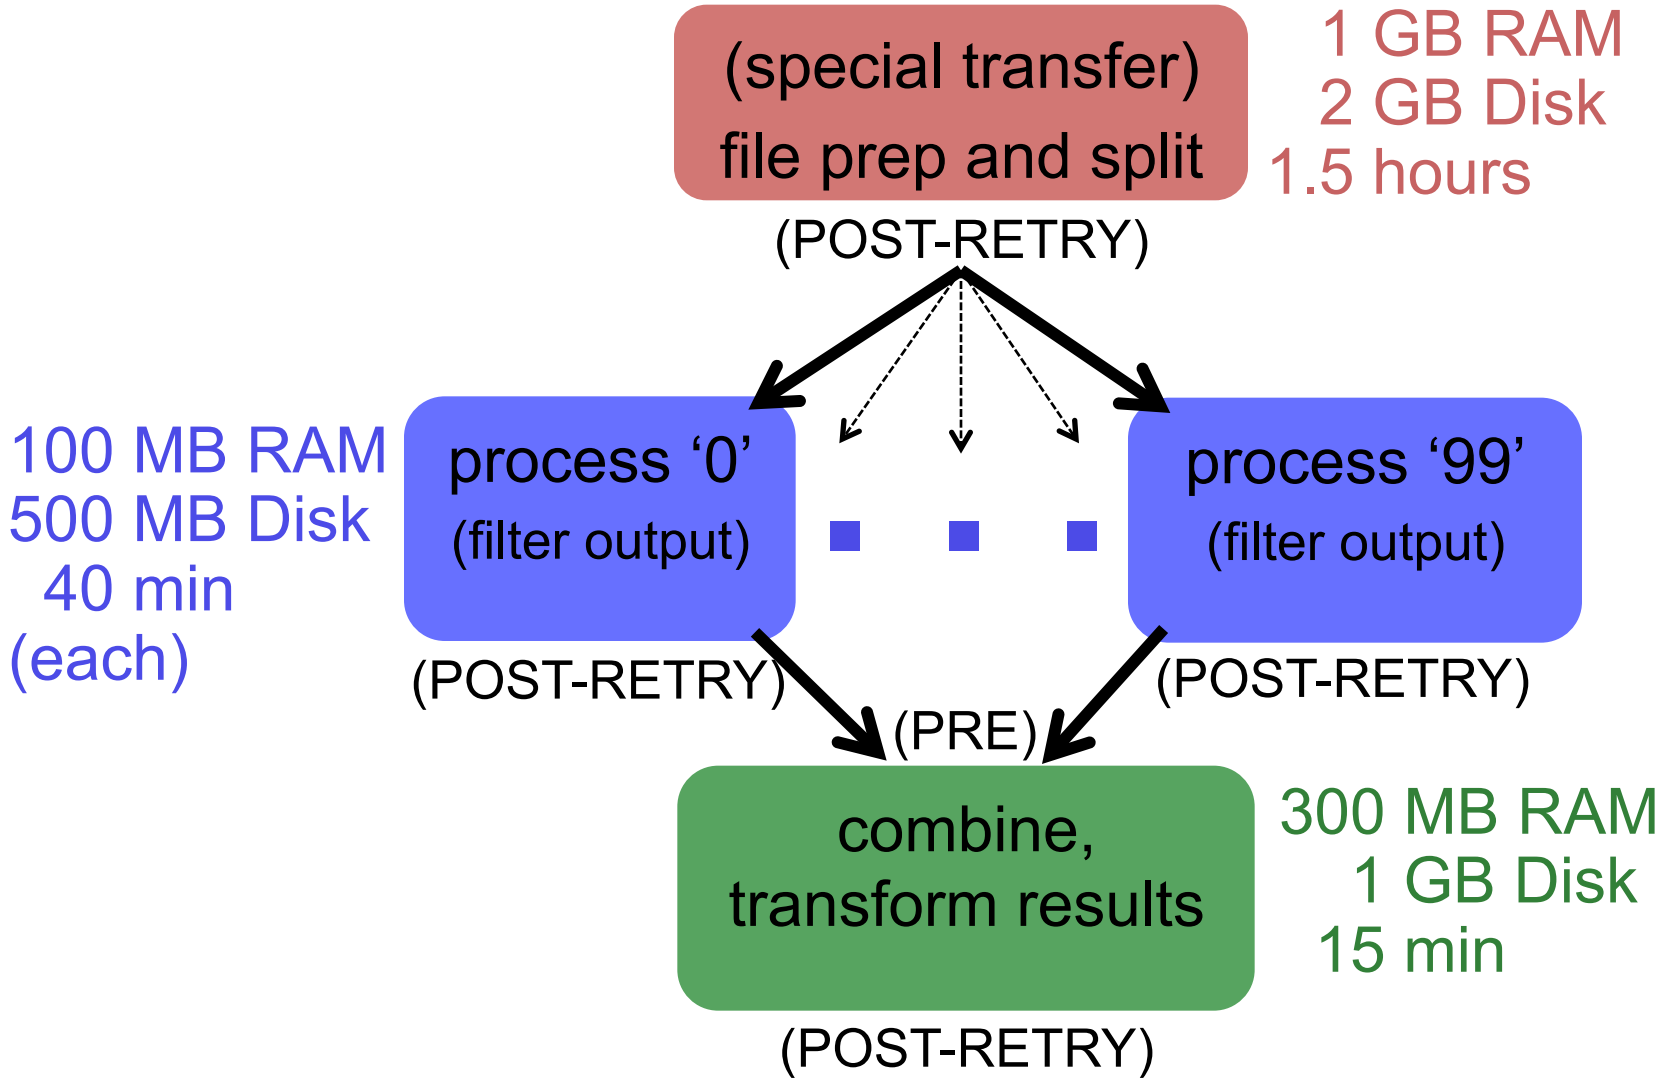 (special transfer)
file prep and split
1 GB RAM
2 GB Disk
1.5 hours
(POST-RETRY)
100 MB RAM
500 MB Disk
40 min
(each)
process ‘0’
(filter output)
process ‘99’
(filter output)
(POST-RETRY)
(POST-RETRY)
(PRE)
combine,
transform results
300 MB RAM
1 GB Disk
15 min
(POST-RETRY)